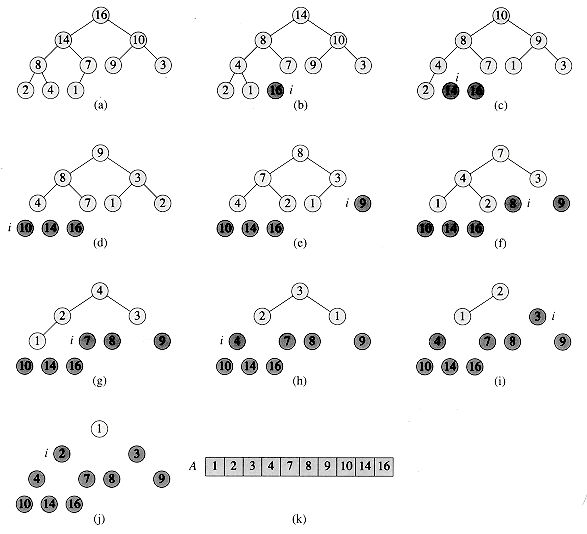 16
14 10
8 7 9 3
2 4 1
(a)
14
8 10
4 7 9 3
2 1 16 i
(b)
10
8 9
4 7 1 3
i
2 14 16
(c)
9
8 3
4 7 1 2
i 10 14 16
(d)
8
7 3
4 2 1 i 9
10 14 16
(e)
7
4 3
1 2 8 i 9
10 14 16
(f)
4
2 3
1 i 7 8 9
10 14 16
(g)
3
2 1
i 4 7 8 9
10 14 16
(h)
2
1 3 i
4 7 8 9
10 14 16
(i)
1
i 2 3
4 7 8 9
10 14 16
(j)
A 1 2 3 4 7 8 9 10 14 16
(k)